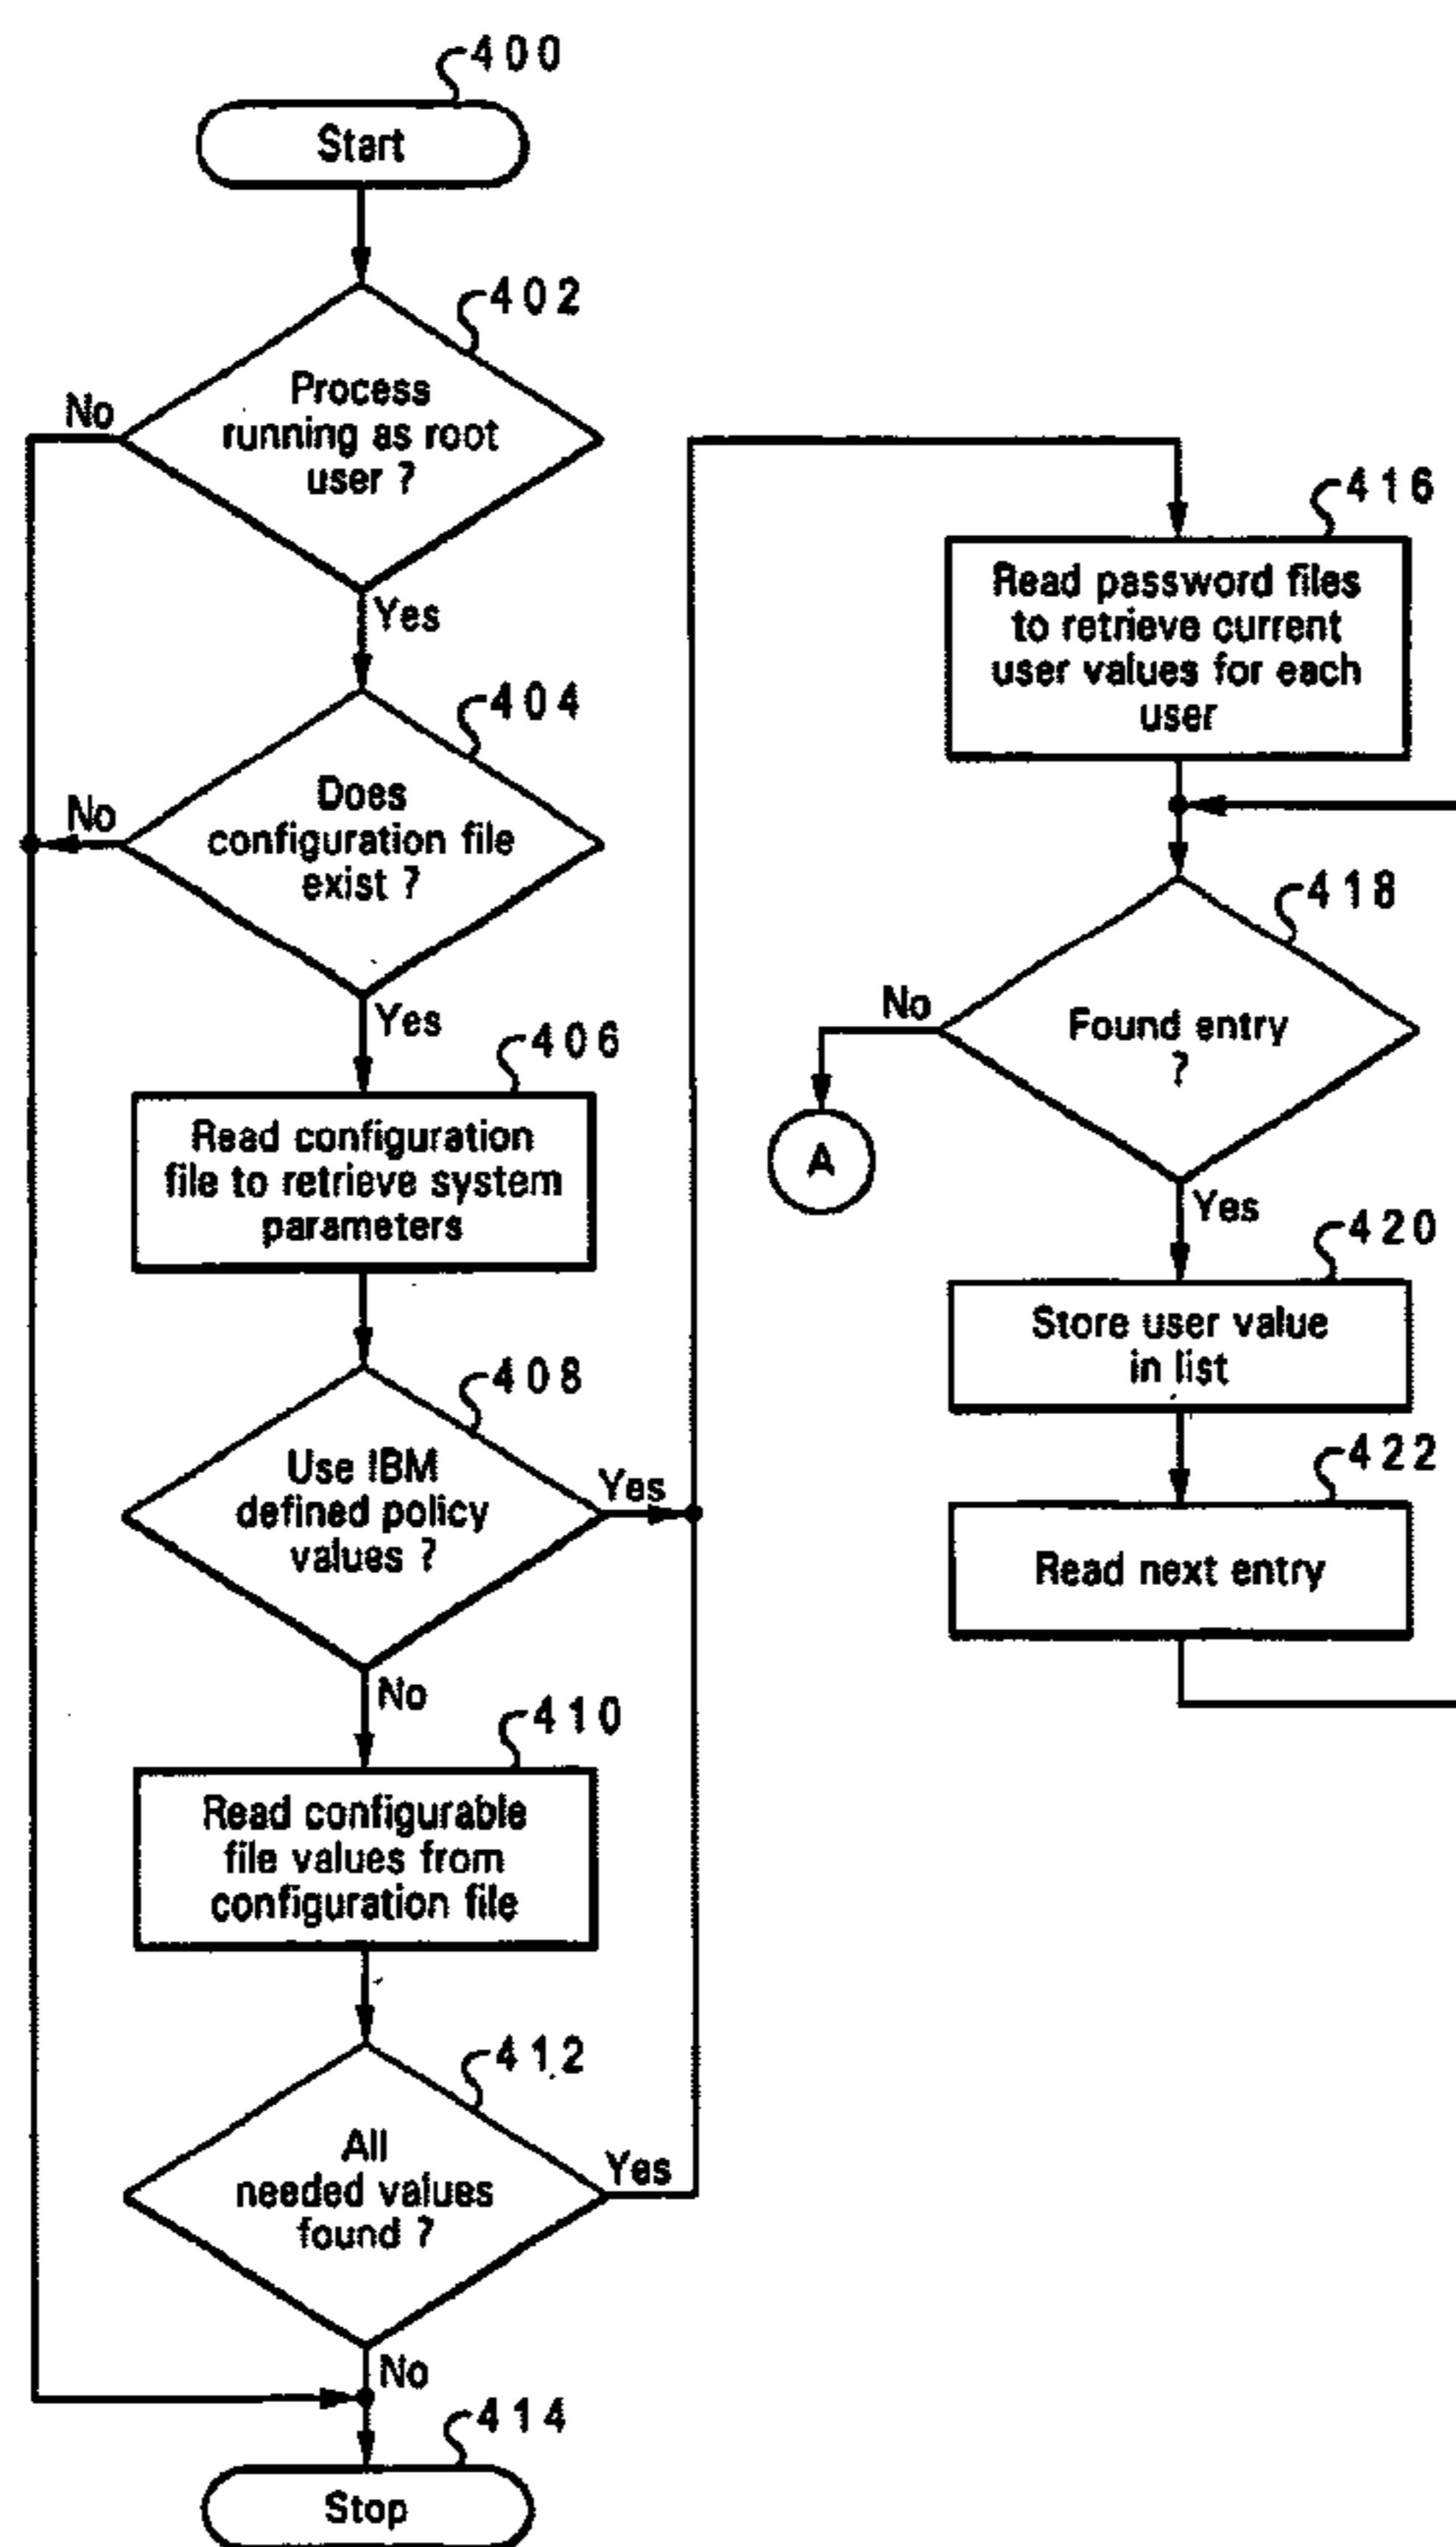 400
Start
402
Process
running as root
user ?
No
Yes
404
Does
configuration file
exist ?
No
Yes
406
Read configuration
file to retrieve system
parameters
408
Use IBM
defined policy
values ?
Yes
No
410
Read configurable
file values from
configuration file
412
All
needed values
found ?
Yes
No
414
Stop
416
Read password files
to retrieve current
user values for each
user
418
Found entry
?
No
A
Yes
420
Store user value
in list
422
Read next entry